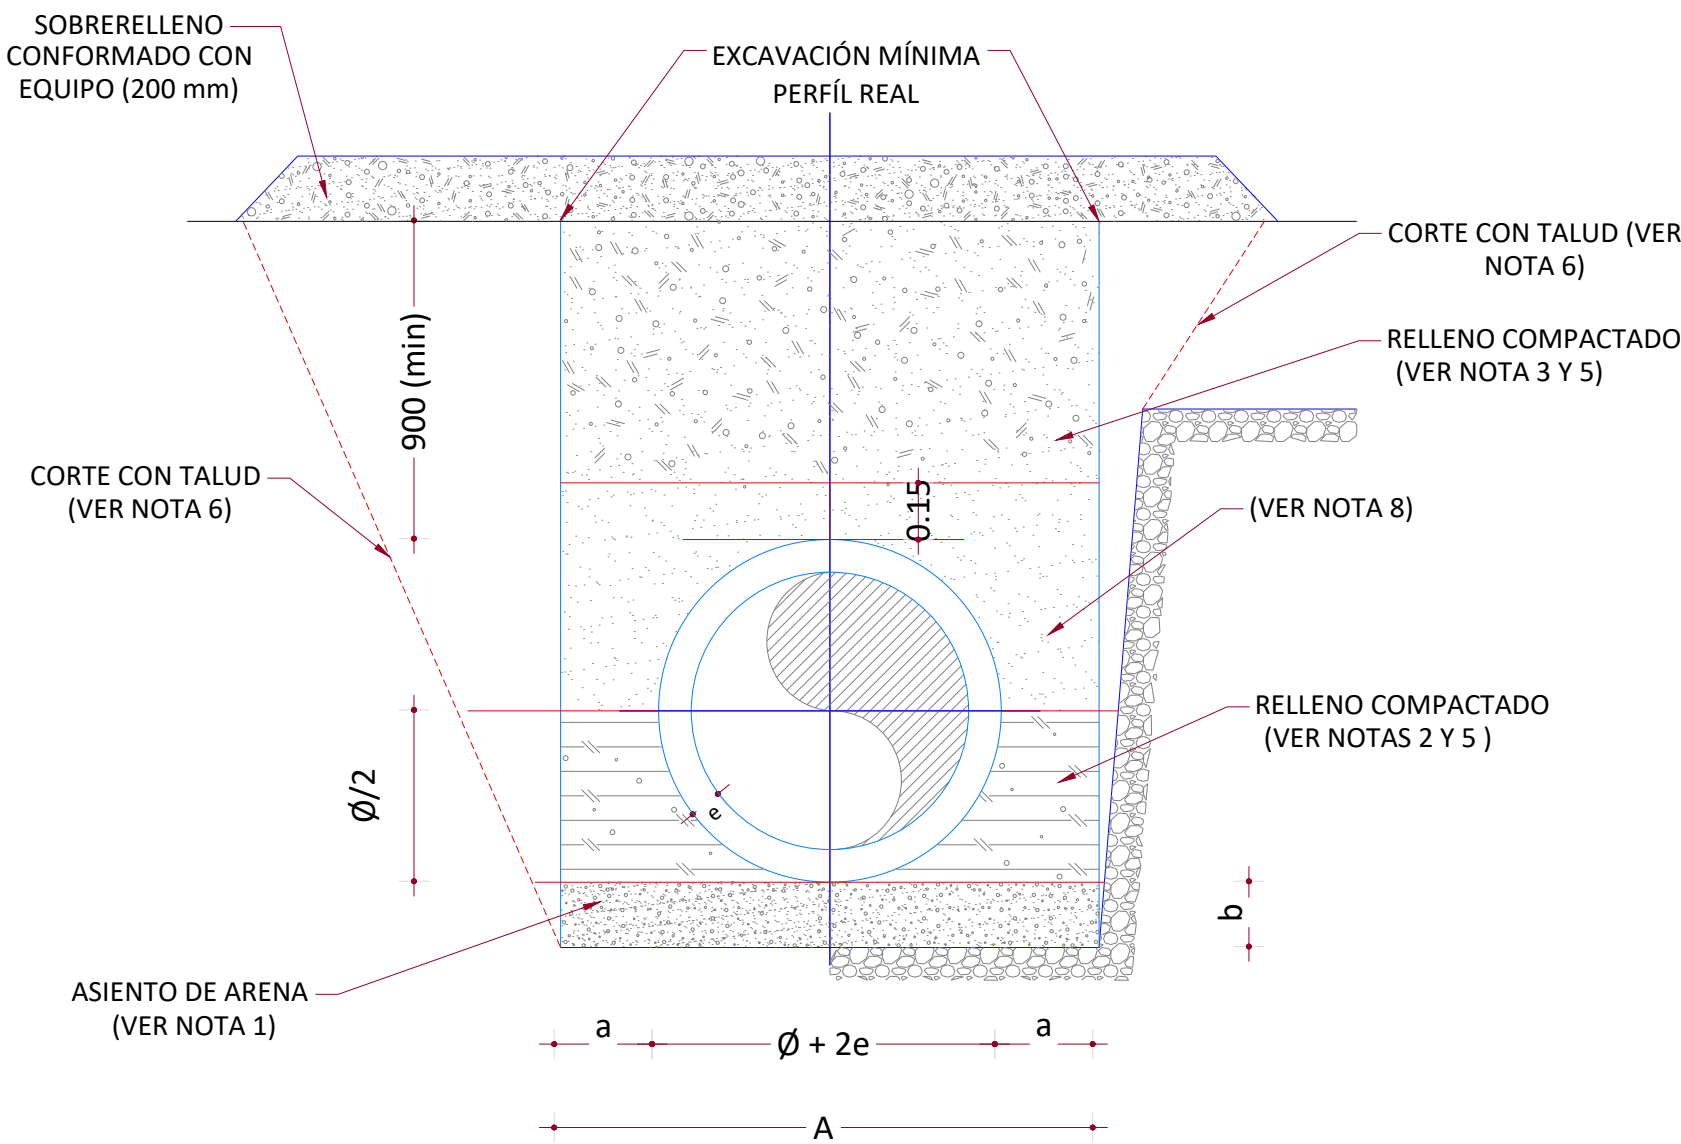 SOBRERELLENO
CONFORMADO CON
EQUIPO (200 mm)
EXCAVACIÓN MÍNIMA
PERFÍL REAL
CORTE CON TALUD (VER
NOTA 6)
RELLENO COMPACTADO
(VER NOTA 3 Y 5)
900 (min)
CORTE CON TALUD
(VER NOTA 6)
0.15
(VER NOTA 8)
RELLENO COMPACTADO
(VER NOTAS 2 Y 5 )
Ø/2
e
b
ASIENTO DE ARENA
(VER NOTA 1)
a
Ø + 2e
a
A